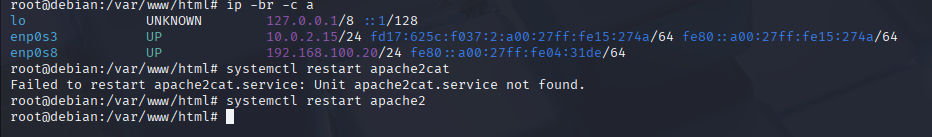 root@debian:/var/www/html# ip -br -c a
lo UNKNOWN 127.0.0.1/8 ::1/128
enp0s3 UP 10.0.2.15/24 fd17:625c:f037:2:a00:27ff:fe15:274a/64 fe80::a00:27ff:fe15:274a/64
enp0s8 UP 192.168.100.20/24 fe80::a00:27ff:fe04:31de/64
root@debian:/var/www/html# systemctl restart apache2cat
Failed to restart apache2cat.service: Unit apache2cat.service not found.
root@debian:/var/www/html# systemctl restart apache2
root@debian:/var/www/html#